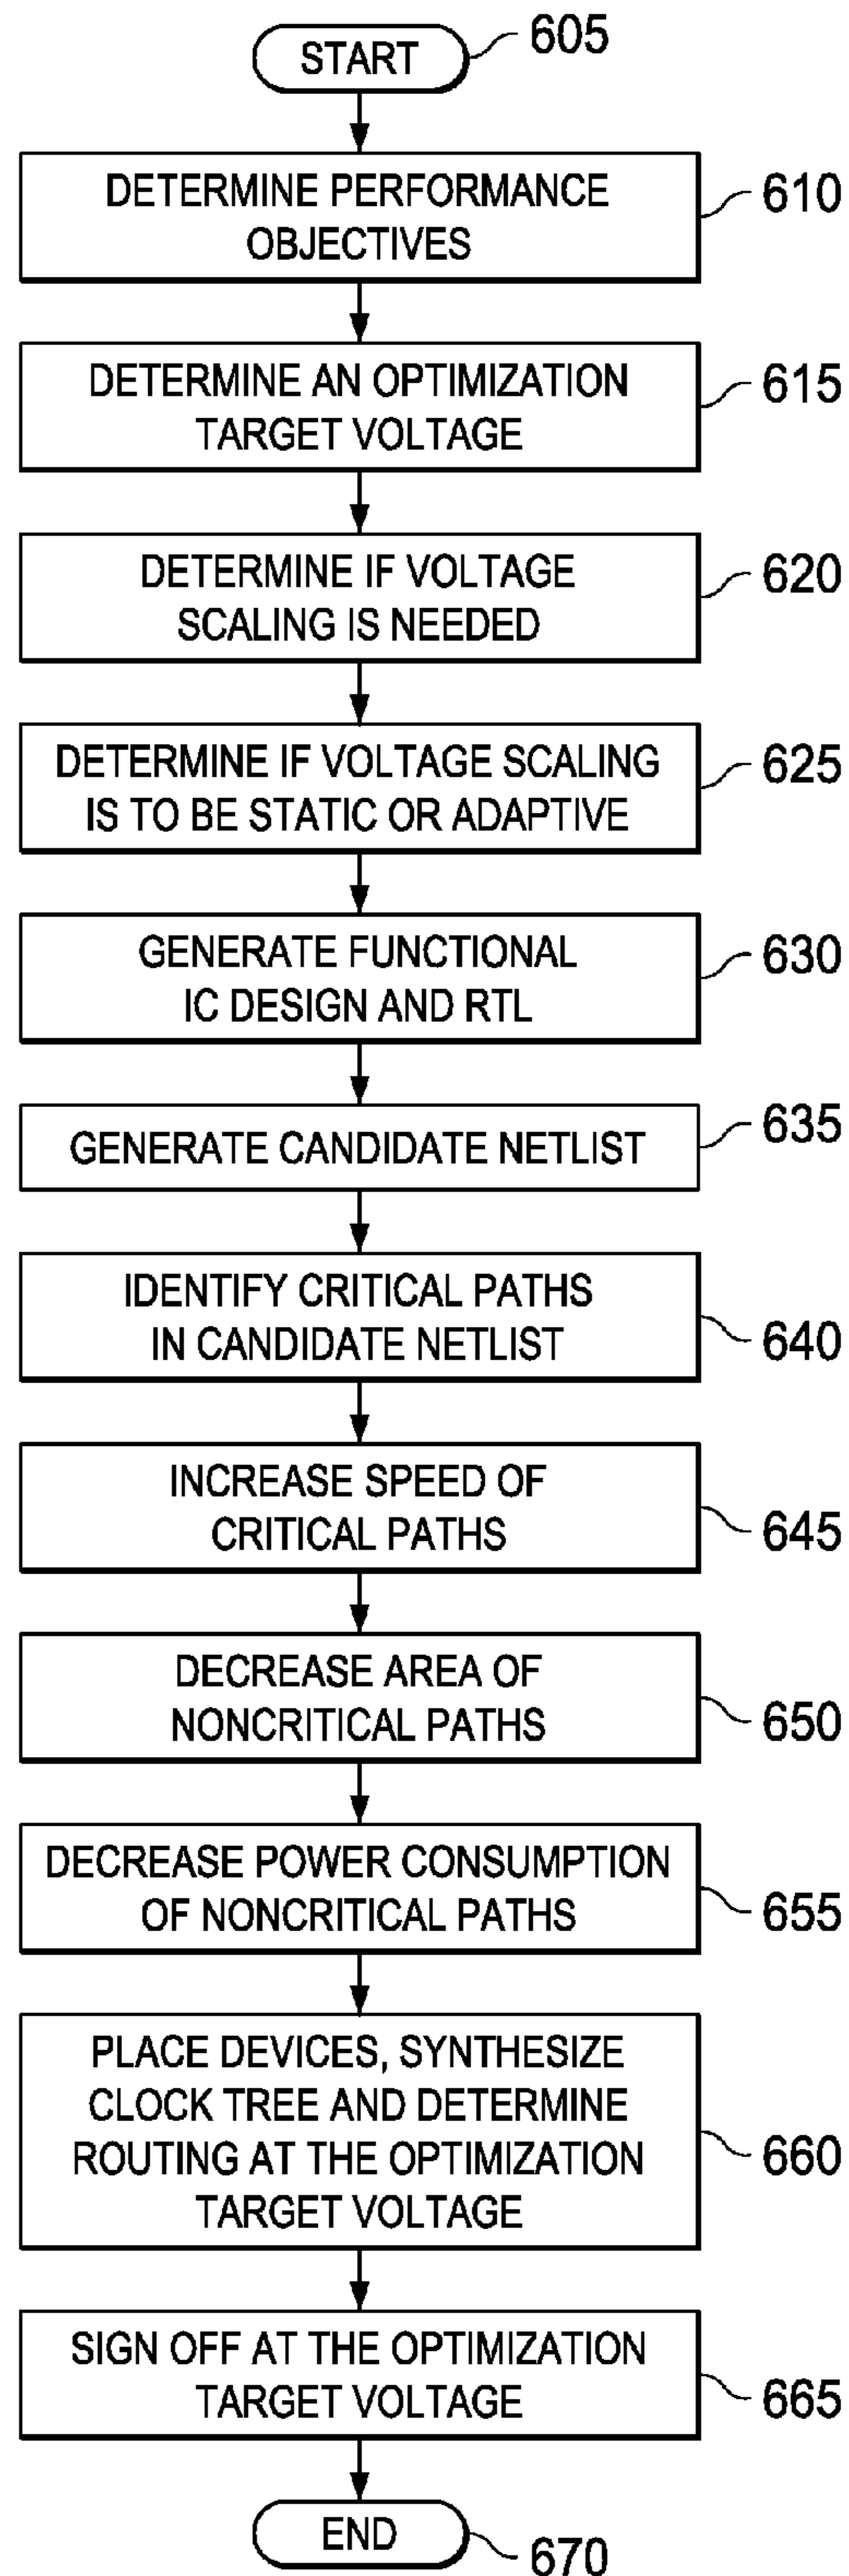 START
605
DETERMINE PERFORMANCE
OBJECTIVES
610
DETERMINE AN OPTIMIZATION
TARGET VOLTAGE
615
DETERMINE IF VOLTAGE
SCALING IS NEEDED
620
DETERMINE IF VOLTAGE SCALING
IS TO BE STATIC OR ADAPTIVE
625
GENERATE FUNCTIONAL
IC DESIGN AND RTL
630
GENERATE CANDIDATE NETLIST
635
IDENTIFY CRITICAL PATHS
IN CANDIDATE NETLIST
640
INCREASE SPEED OF
CRITICAL PATHS
645
DECREASE AREA OF
NONCRITICAL PATHS
650
DECREASE POWER CONSUMPTION
OF NONCRITICAL PATHS
655
PLACE DEVICES, SYNTHESIZE
CLOCK TREE AND DETERMINE
ROUTING AT THE OPTIMIZATION
TARGET VOLTAGE
660
SIGN OFF AT THE OPTIMIZATION
TARGET VOLTAGE
665
END
670